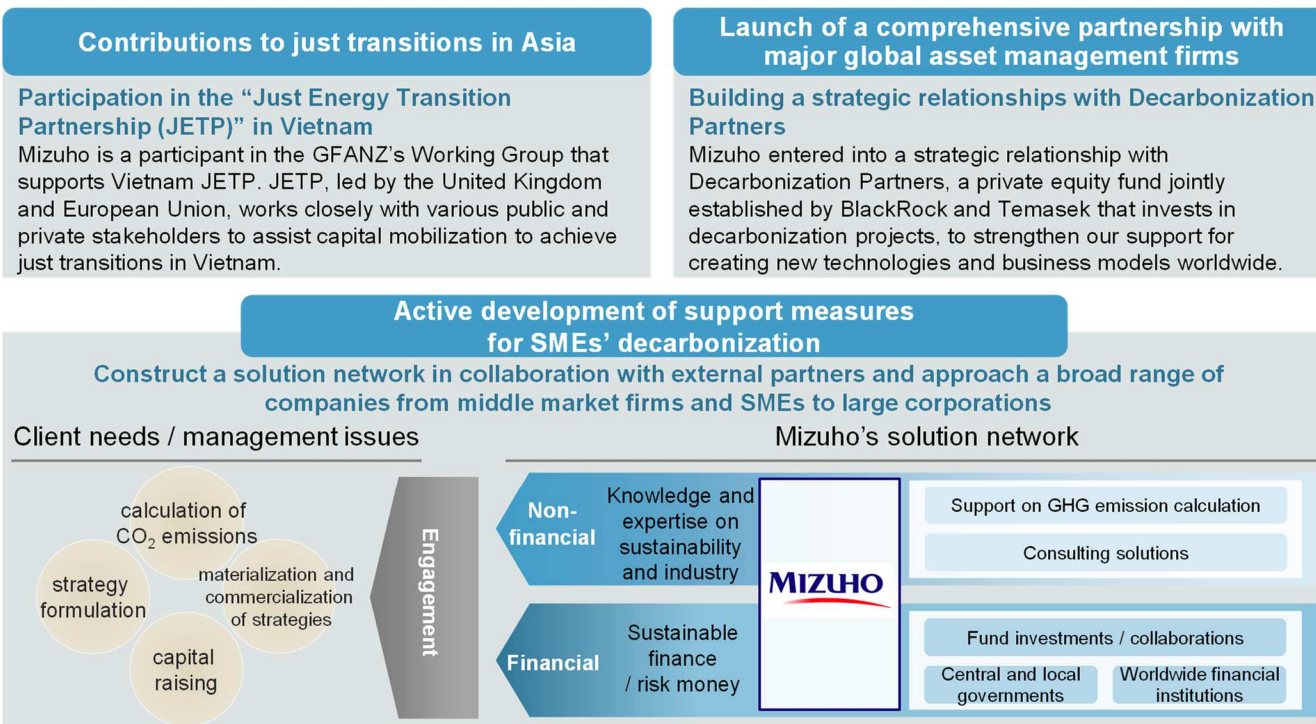 Contributions to just transitions in Asia
Participation in the “Just Energy Transition
Partnership (JETP)” in Vietnam
Mizuho is a participant in the GFANZ’s Working Group that
supports Vietnam JETP. JETP, led by the United Kingdom
and European Union, works closely with various public and
private stakeholders to assist capital mobilization to achieve
just transitions in Vietnam.
Launch of a comprehensive partnership with
major global asset management firms
Building a strategic relationships with Decarbonization
Partners
Mizuho entered into a strategic relationship with
Decarbonization Partners, a private equity fund jointly
established by BlackRock and Temasek that invests in
decarbonization projects, to strengthen our support for
creating new technologies and business models worldwide.
Active development of support measures
for SMEs’ decarbonization
Construct a solution network in collaboration with external partners and approach a broad range of
companies from middle market firms and SMEs to large corporations
Client needs / management issues
calculation of
CO₂ emissions
strategy
formulation
materialization and
commercialization
of strategies
capital
raising
Engagement
Mizuho’s solution network
Non-
financial
Knowledge and
expertise on
sustainability
and industry
Financial
Sustainable
finance
/ risk money
MIZUHO
Support on GHG emission calculation
Consulting solutions
Fund investments / collaborations
Central and local
governments
Worldwide financial
institutions